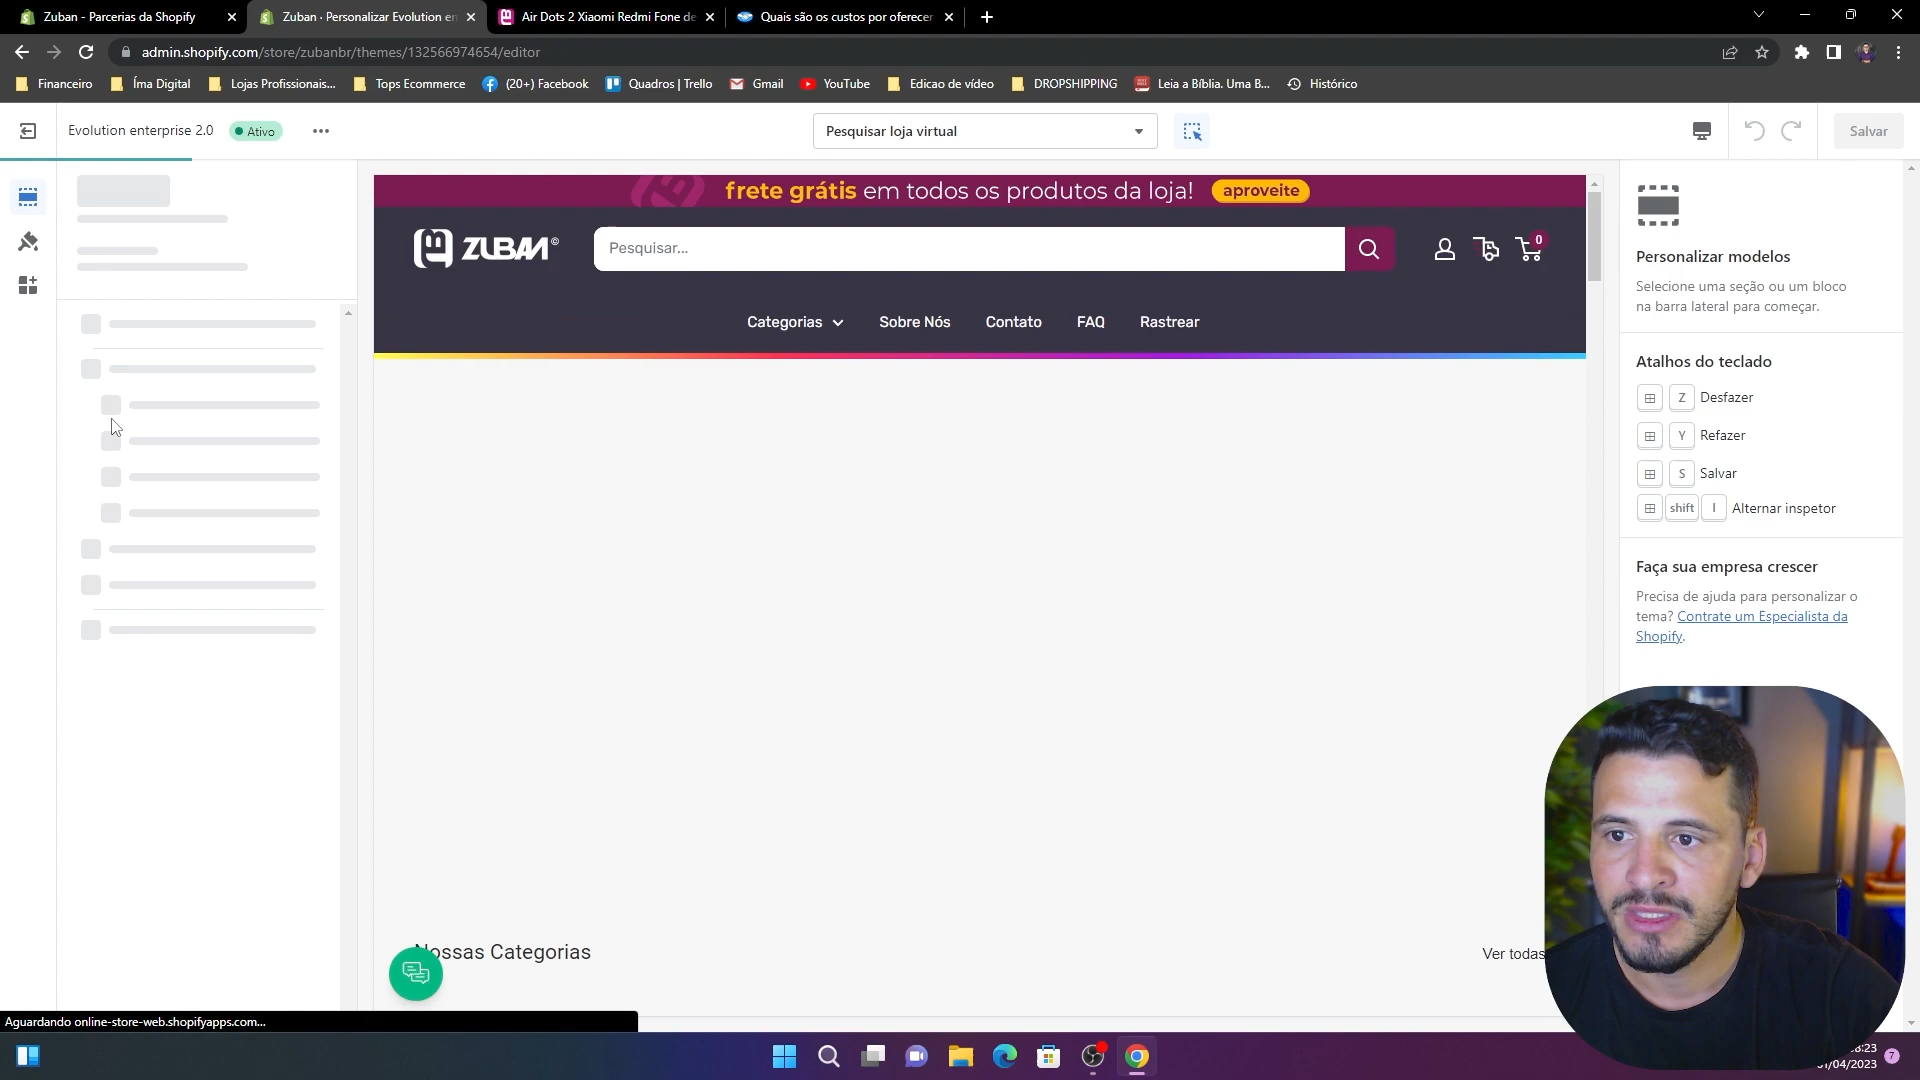 Zuban - Parcerias da Shopify
Zuban · Personalizar Evolution en
Air Dots 2 Xiaomi Redmi Fone de
Quais são os custos por oferecer
admin.shopify.com/store/zubanbr/themes/132566974654/editor
Financeiro
Íma Digital
Lojas Profissionais...
Tops Ecommerce
(20+) Facebook
Quadros | Trello
Gmail
YouTube
Edicao de vídeo
DROPSHIPPING
Leia a Bíblia. Uma B...
Histórico
Evolution enterprise 2.0
Ativo
Pesquisar loja virtual
Salvar
frete grátis em todos os produtos da loja! aproveite
ZUBAN©
Pesquisar...
0
Categorias
Sobre Nós
Contato
FAQ
Rastrear
Nossas Categorias
Ver todas
Personalizar modelos
Selecione uma seção ou um bloco
na barra lateral para começar.
Atalhos do teclado
Z Desfazer
Y Refazer
S Salvar
shift I Alternar inspetor
Faça sua empresa crescer
Precisa de ajuda para personalizar o
tema? Contrate um Especialista da
Shopify.
Aguardando online-store-web.shopifyapps.com...
:23
/04/2023
7